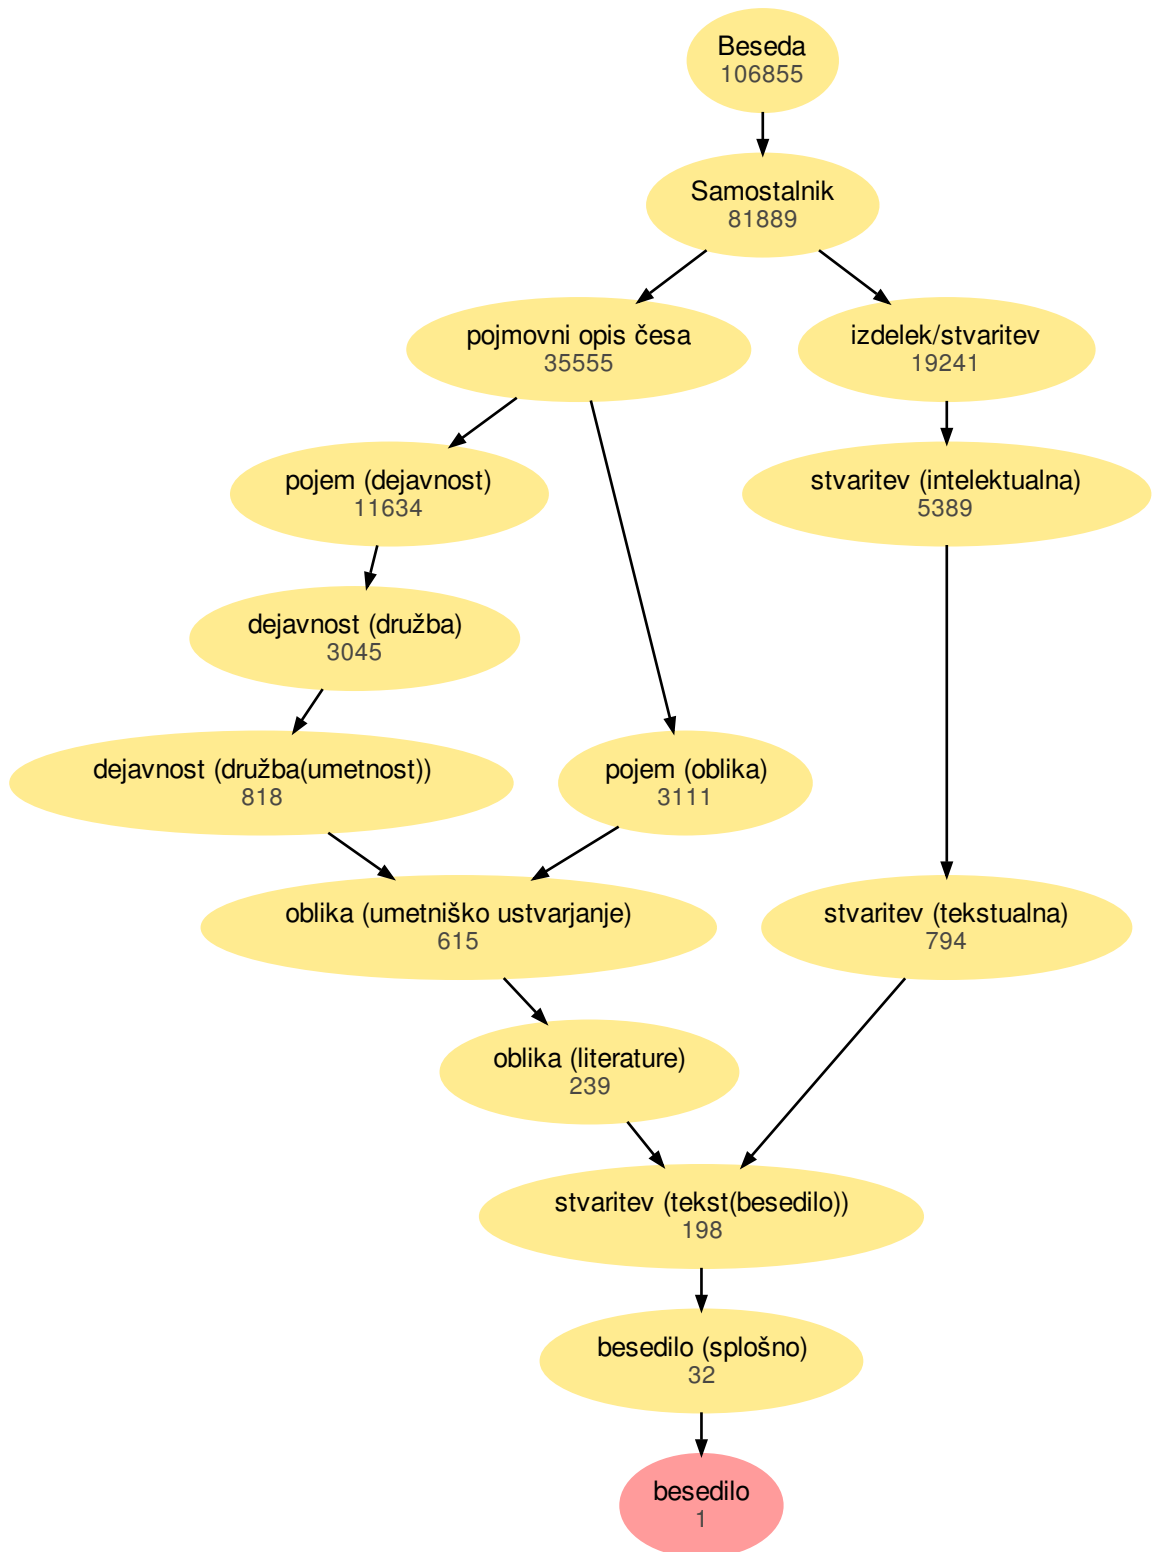 Beseda
106855
Samostalnik
81889
pojmovni opis česa
35555
izdelek/stvaritev
19241
pojem (dejavnost)
11634
stvaritev (intelektualna)
5389
dejavnost (družba)
3045
dejavnost (družba(umetnost))
818
pojem (oblika)
3111
oblika (umetniško ustvarjanje)
615
stvaritev (tekstualna)
794
oblika (literature)
239
stvaritev (tekst(besedilo))
198
besedilo (splošno)
32
besedilo
1